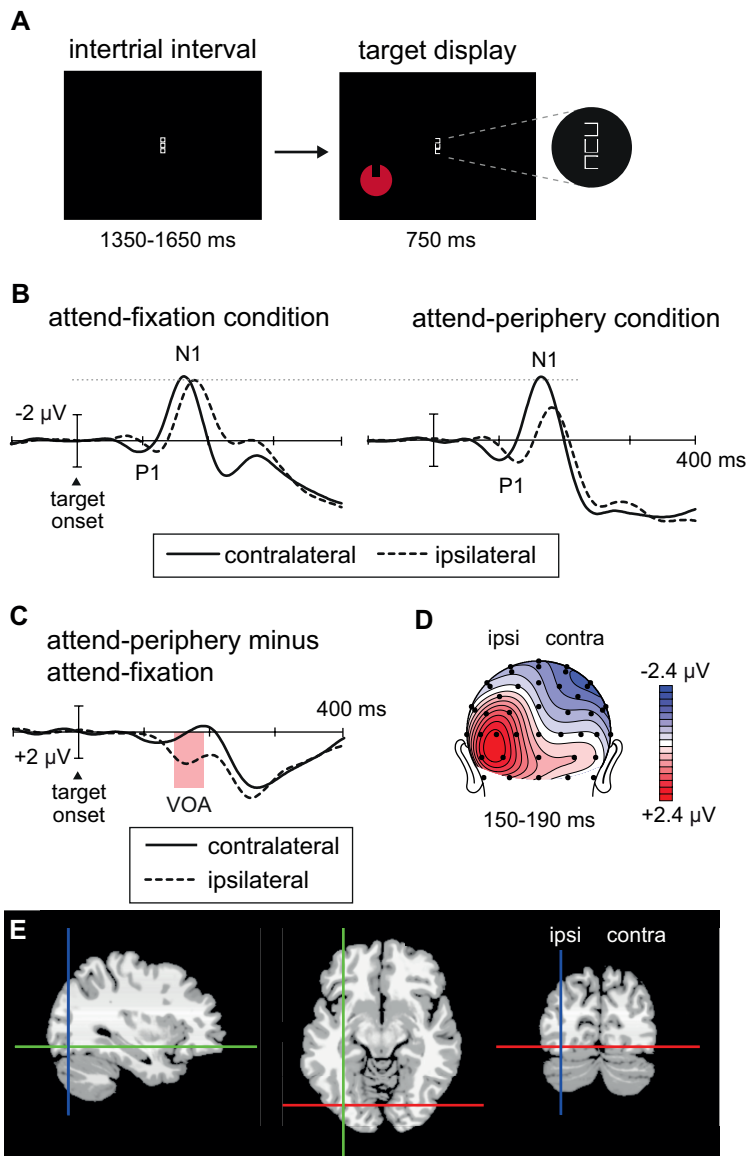 A
intertrial interval
target display
1350-1650 ms
750 ms
B
attend-fixation condition
attend-periphery condition
N1
N1
-2 µV
P1
P1
400 ms
target
onset
contralateral
ipsilateral
C
attend-periphery minus
attend-fixation
400 ms
+2 µV
target
onset
VOA
contralateral
ipsilateral
D
ipsi
contra
-2.4 µV
+2.4 µV
150-190 ms
E
ipsi
contra